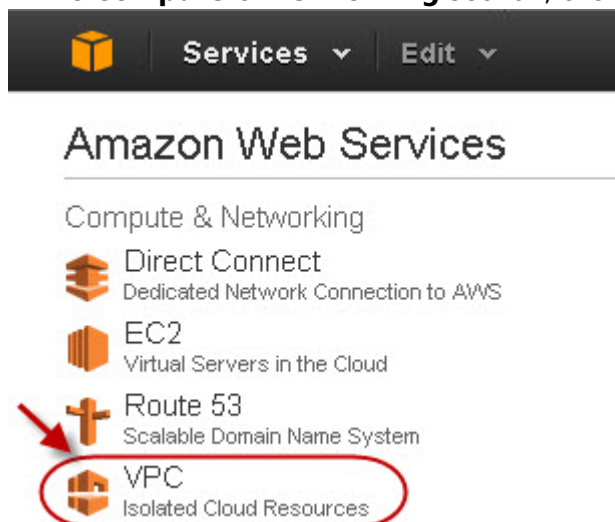 Services Edit
Amazon Web Services
Compute & Networking
Direct Connect
Dedicated Network Connection to AWS
EC2
Virtual Servers in the Cloud
Route 53
Scalable Domain Name System
VPC
Isolated Cloud Resources